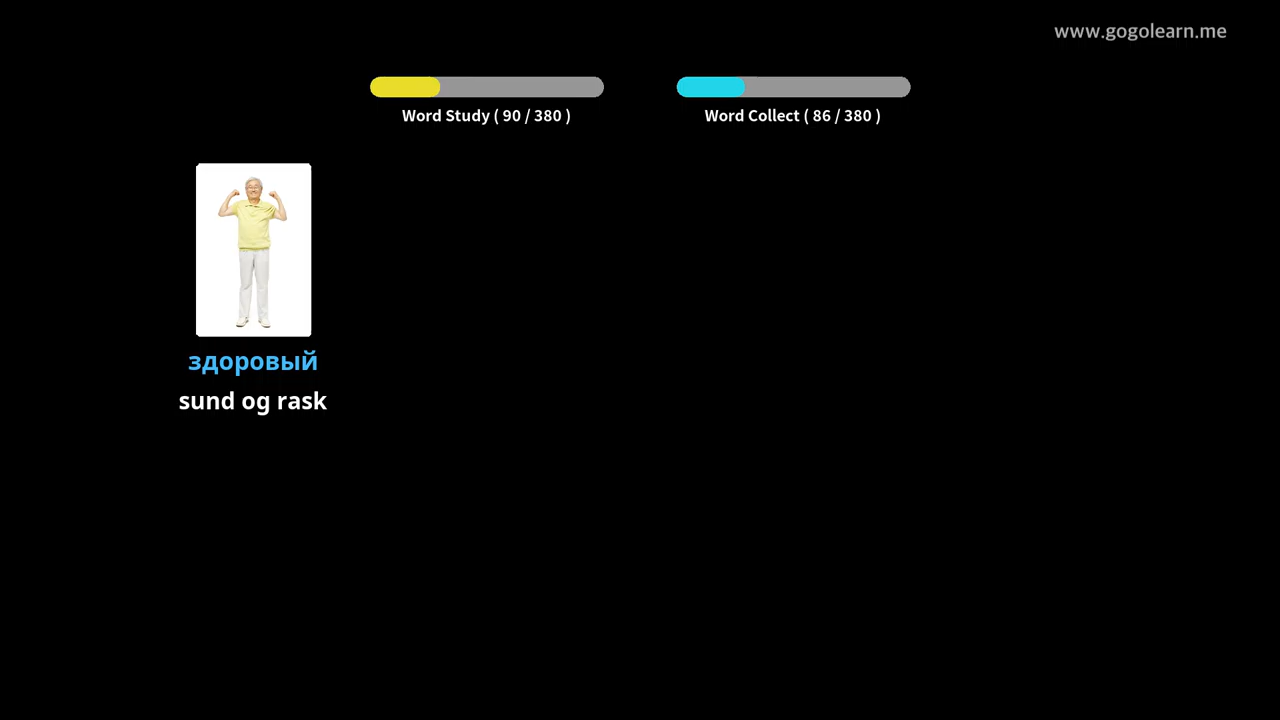 www.gogolearn.me
Word Study ( 90 / 380 )
Word Collect ( 86 / 380 )
здоровый
sund og rask